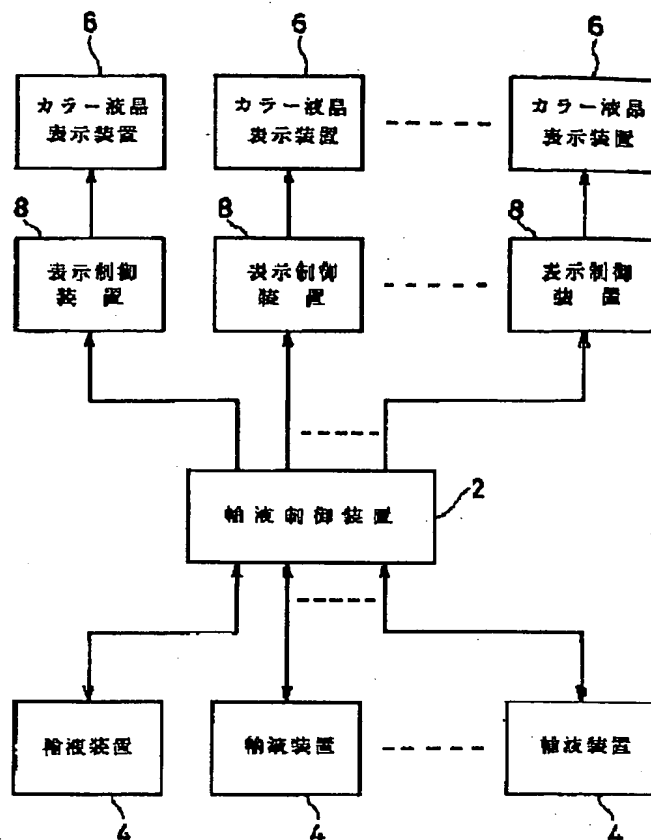 6 6 6
カラー液晶 カラー液晶 カラー液晶
表示装置 表示装置 表示装置
8 8 8
表示制御 表示制御 表示制御
装置 装置 装置
輸液制御装置 2
輸液装置 輸液装置 輸液装置
4 4 4